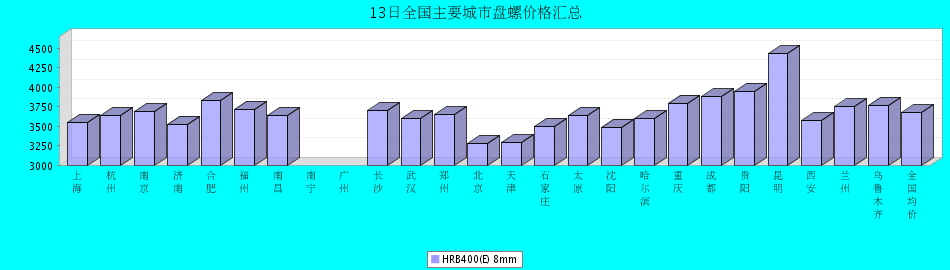 13日全国主要城市盘螺价格汇总
4500
4250
4000
3750
3500
3250
3000
上海
杭州
南京
济南
合肥
福州
南昌
南宁
广州
长沙
武汉
郑州
北京
天津
石家庄
太原
沈阳
哈尔滨
重庆
成都
贵阳
昆明
西安
兰州
乌鲁木齐
全国均价
HRB400(E) 8mm